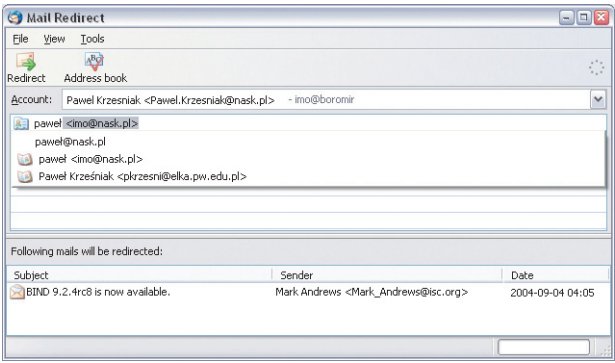 Mail Redirect
File View Tools
Redirect Address book
Account: Pawel Krzesniak <Pawel.Krzesniak@nask.pl> - imo@boromir
paweł <imo@nask.pl>
paweł@nask.pl
paweł <imo@nask.pl>
Paweł Krześniak <pkrzesni@elka.pw.edu.pl>
Following mails will be redirected:
Subject Sender Date
BIND 9.2.4rc8 is now available. Mark Andrews <Mark_Andrews@isc.org> 2004-09-04 04:05